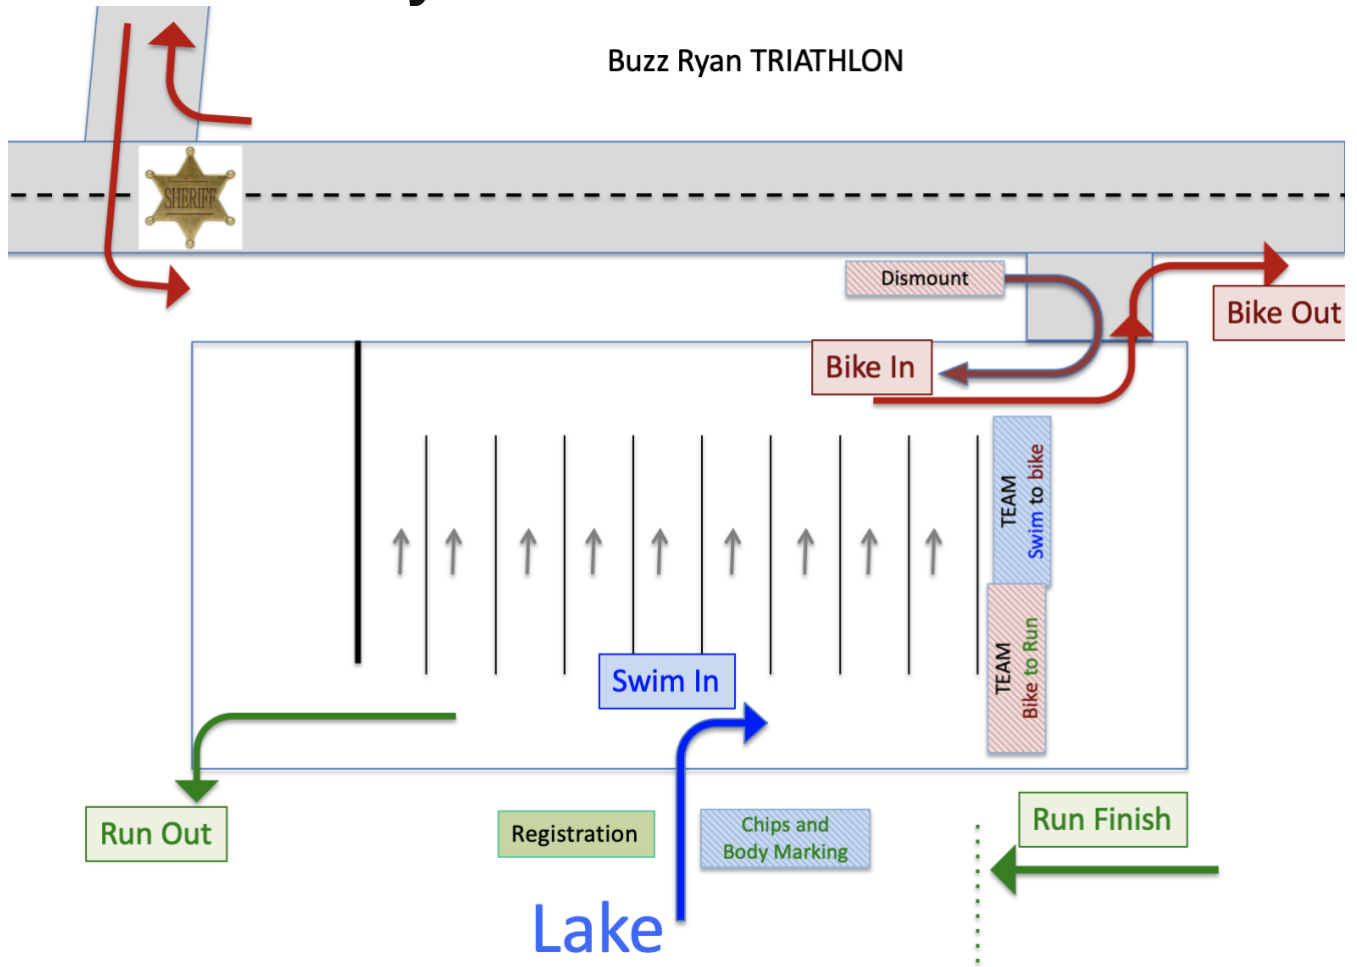 y
Buzz Ryan TRIATHLON
SHERIFF
Dismount
Bike Out
Bike In
TEAM
Swim to bike
TEAM
Bike to Run
Swim In
Run Out
Registration
Chips and
Body Marking
Run Finish
Lake